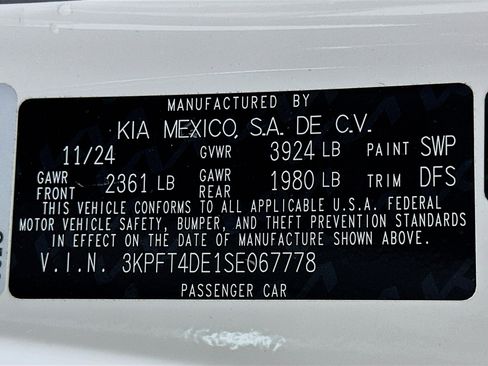 MANUFACTURED BY
KIA MEXICO, S.A. DE C.V.
11/24 GVWR 3924 LB PAINT SWP
GAWR FRONT 2361 LB GAWR REAR 1980 LB TRIM DFS
THIS VEHICLE CONFORMS TO ALL APPLICABLE U.S.A. FEDERAL
MOTOR VEHICLE SAFETY, BUMPER, AND THEFT PREVENTION STANDARDS
IN EFFECT ON THE DATE OF MANUFACTURE SHOWN ABOVE.
V.I.N. 3KPFT4DE1SE067778
PASSENGER CAR